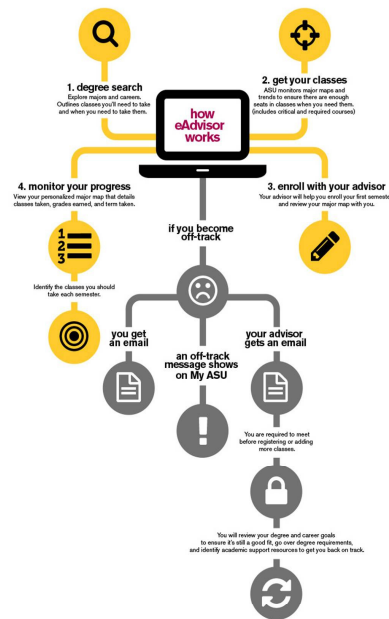 how
eAdvisor
works
1. degree search
Explore majors and careers.
Outlines classes you'll need to take
and when you need to take them.
2. get your classes
ASU monitors major maps and
trends to ensure there are enough
seats in classes when you need them.
(includes critical and required courses)
3. enroll with your advisor
Your advisor will help you enroll your first semeste
and review your major map with you.
4. monitor your progress
View your personalized major map that details
classes taken, grades earned, and term taken.
1
2
3
Identify the classes you should
take each semester.
if you become
off-track
you get
an email
an off-track
message shows
on My ASU
!
your advisor
gets an email
You are required to meet
before registering or adding
more classes.
You will review your degree and career goals
to ensure it's still a good fit, go over degree requirements,
and identify academic support resources to get you back on track.